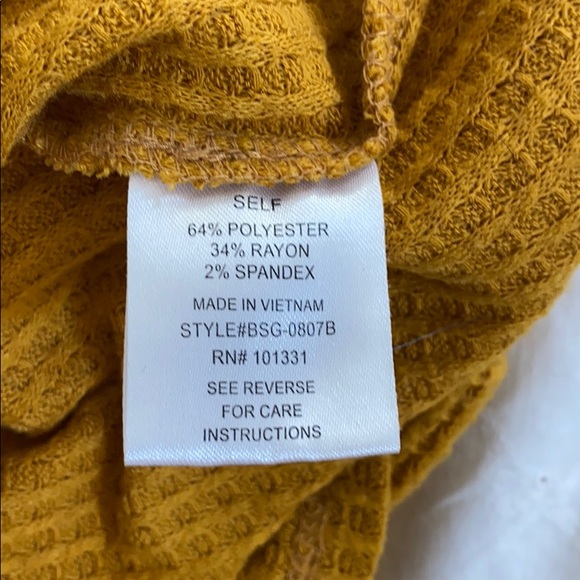 SELF
64% POLYESTER
34% RAYON
2% SPANDEX
MADE IN VIETNAM
STYLE#BSG-0807B
RN# 101331
SEE REVERSE
FOR CARE
INSTRUCTIONS